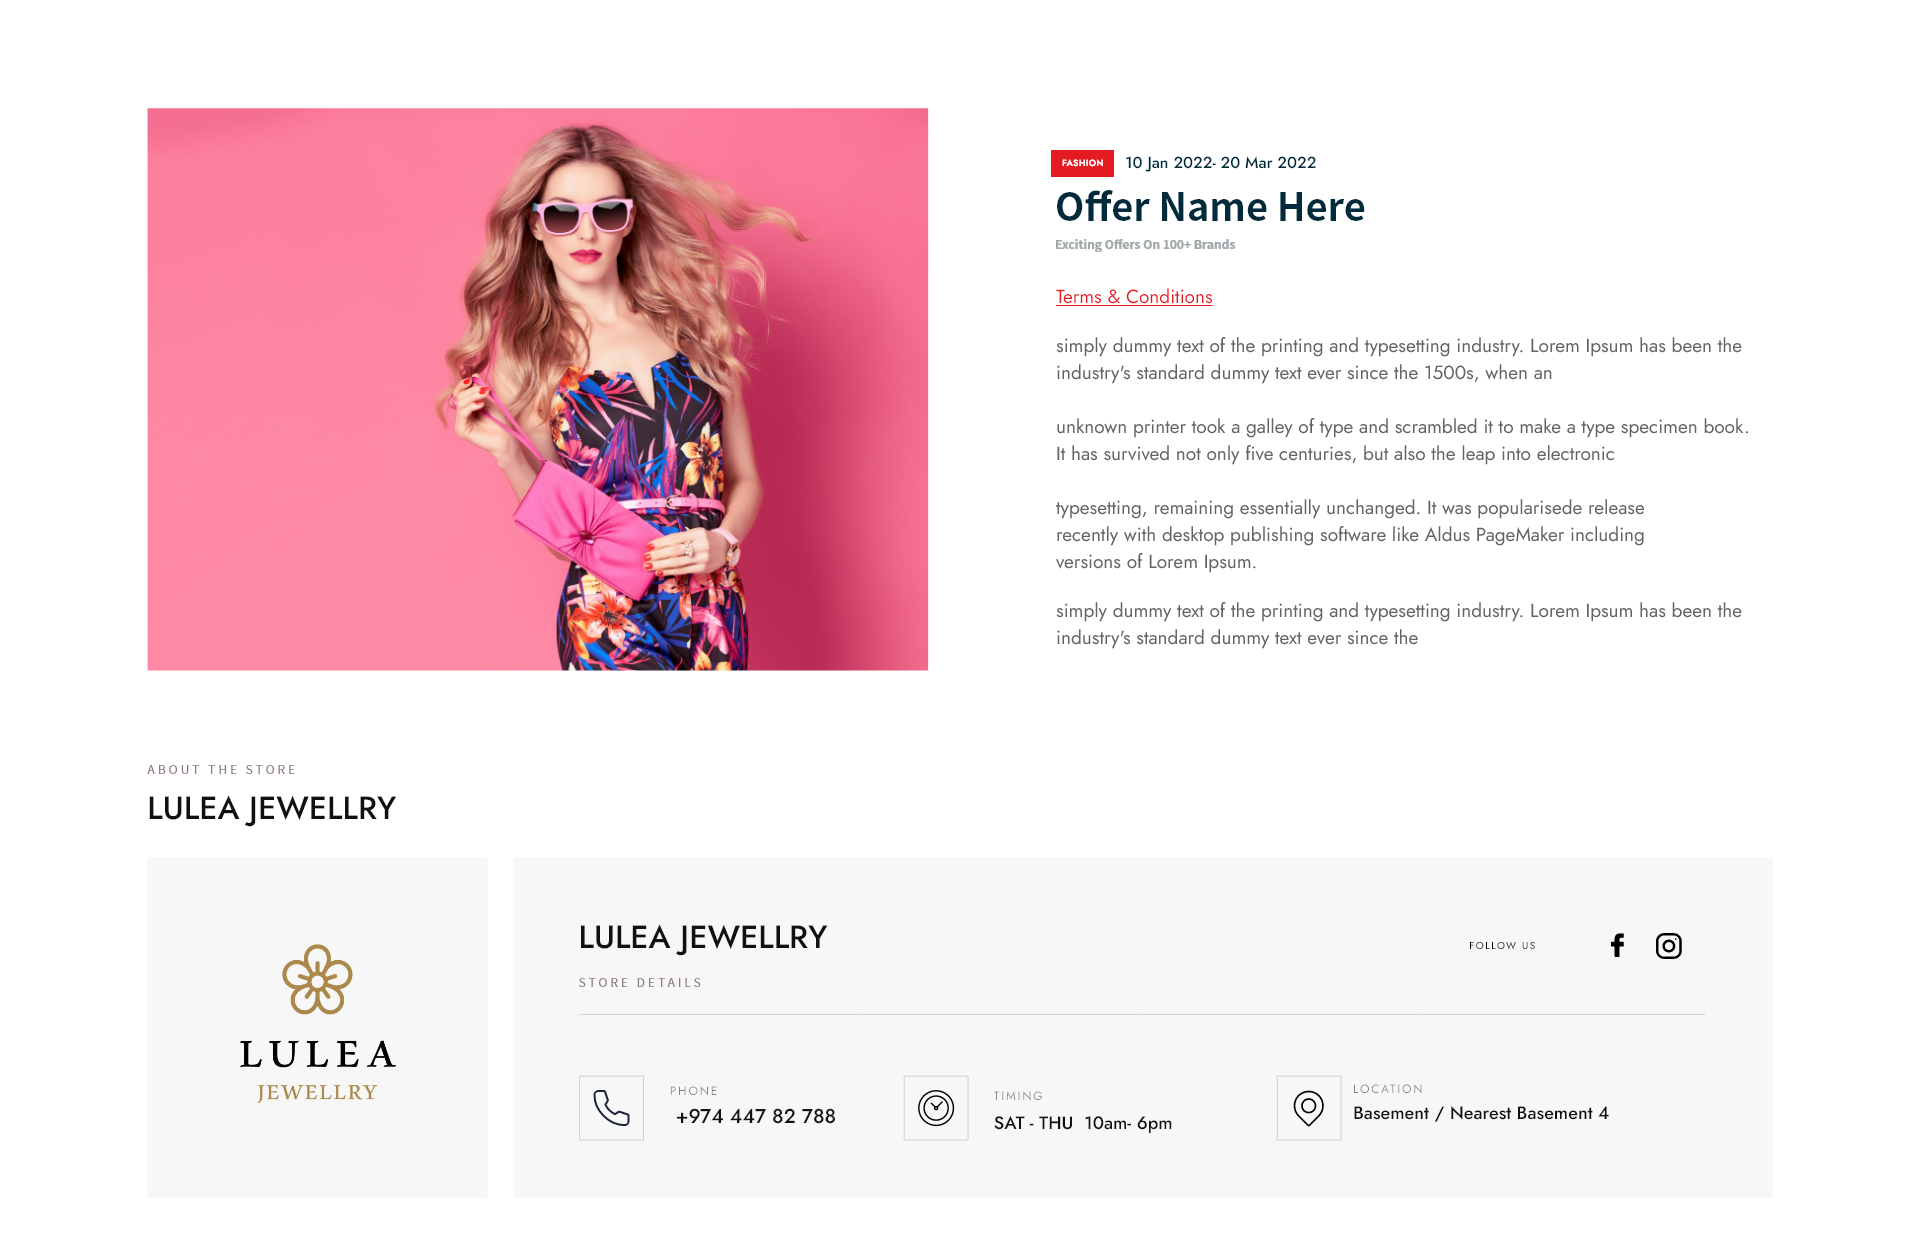 FASHION 10 Jan 2022- 20 Mar 2022
Offer Name Here
Exciting Offers On 100+ Brands
Terms & Conditions
simply dummy text of the printing and typesetting industry. Lorem Ipsum has been the
industry's standard dummy text ever since the 1500s, when an
unknown printer took a galley of type and scrambled it to make a type specimen book.
It has survived not only five centuries, but also the leap into electronic
typesetting, remaining essentially unchanged. It was popularisede release
recently with desktop publishing software like Aldus PageMaker including
versions of Lorem Ipsum.
simply dummy text of the printing and typesetting industry. Lorem Ipsum has been the
industry's standard dummy text ever since the
ABOUT THE STORE
LULEA JEWELLRY
LULEA
JEWELLRY
LULEA JEWELLRY
STORE DETAILS
FOLLOW US
PHONE
+974 447 82 788
TIMING
SAT - THU 10am- 6pm
LOCATION
Basement / Nearest Basement 4